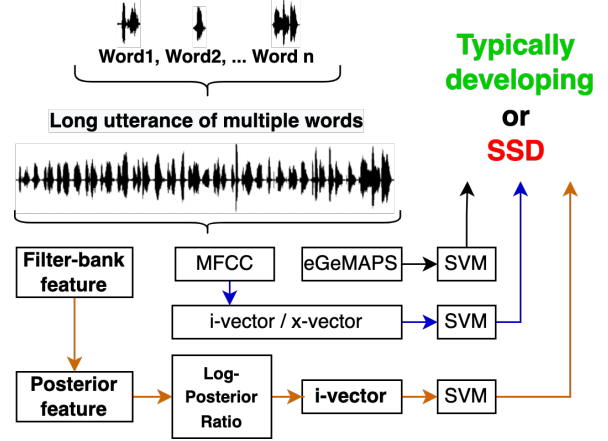 Word1, Word2, ... Word n
Long utterance of multiple words
Typically
developing
or
SSD
Filter-bank
feature
MFCC
eGeMAPS
SVM
i-vector / x-vector
SVM
Posterior
feature
Log-
Posterior
Ratio
i-vector
SVM